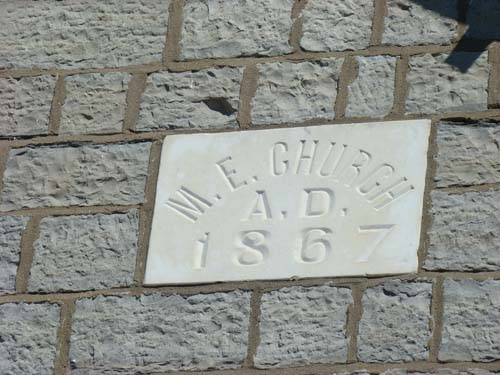 M. E. CHURCH
A. D.
1867